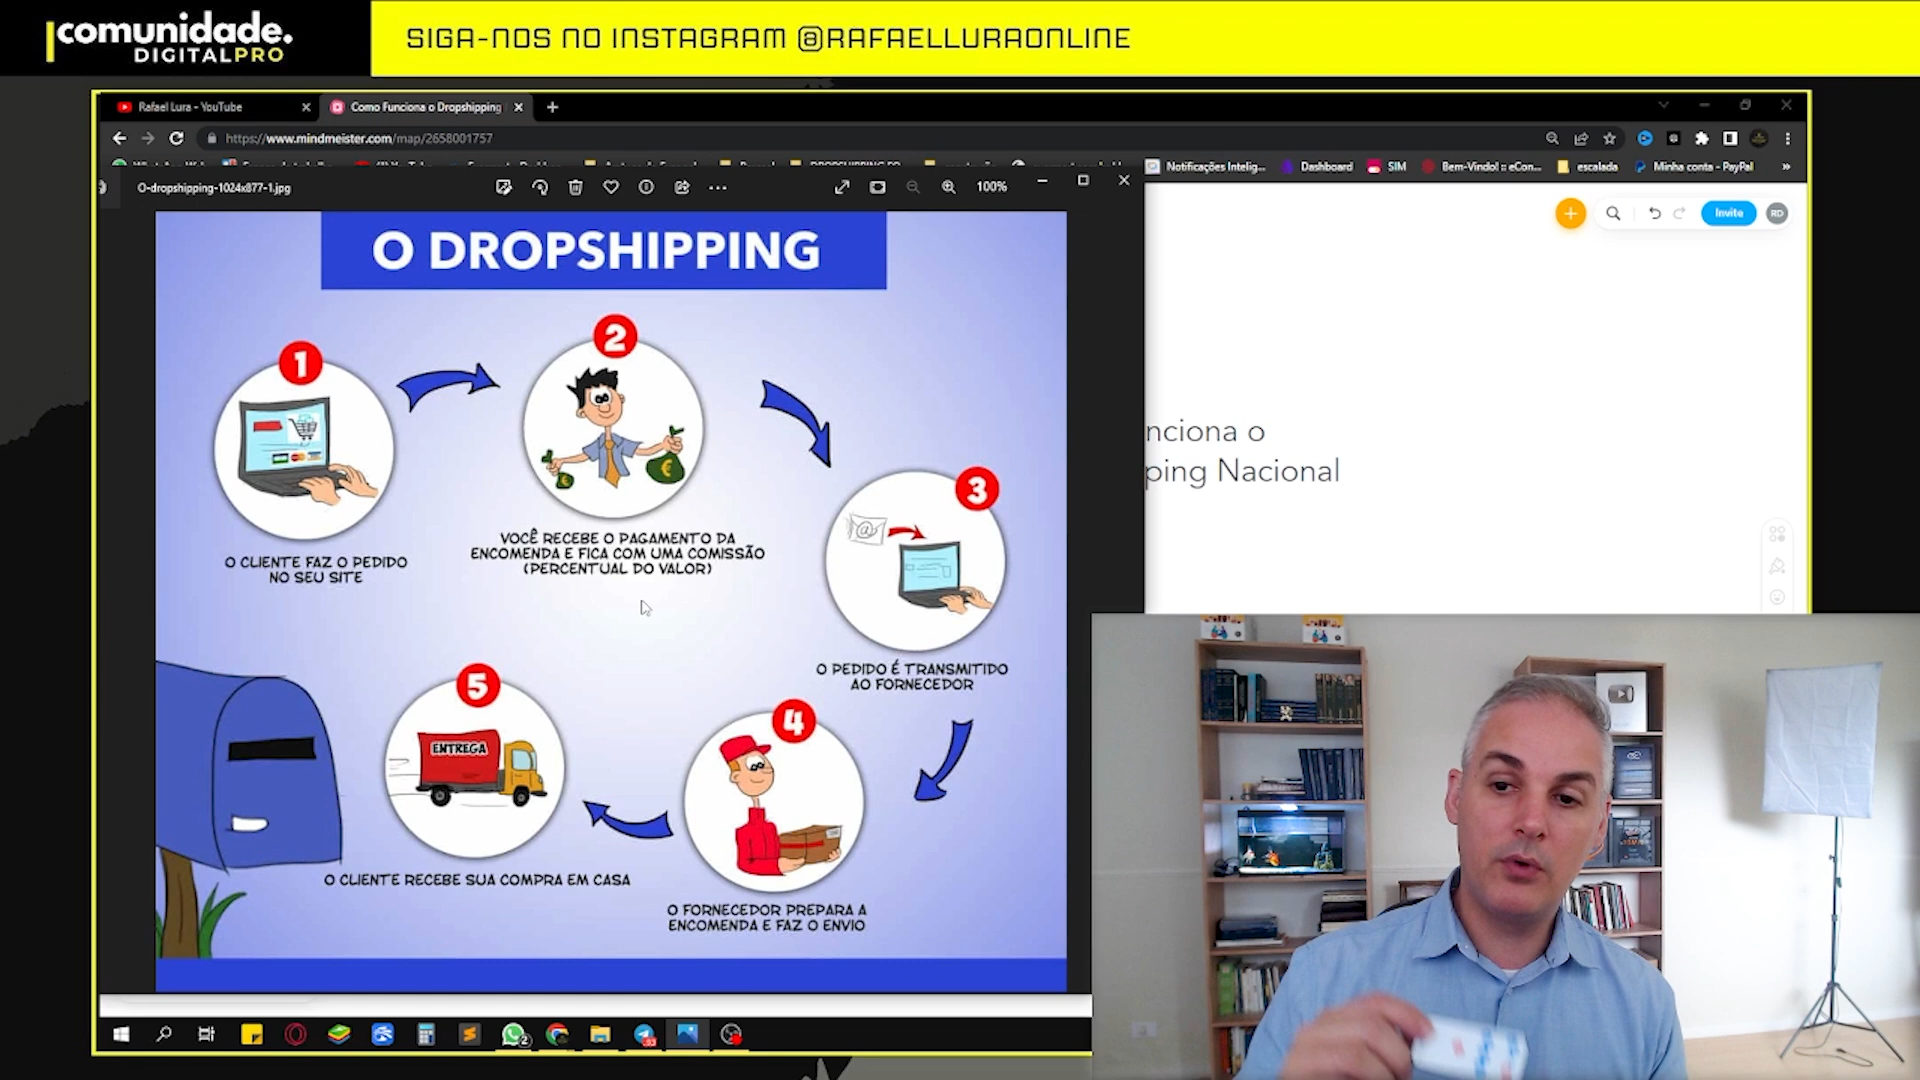 comunidade.
DIGITALPRO
SIGA-NOS NO INSTAGRAM @RAFAELLURAONLINE
Rafael Lura - YouTube
Como Funciona o Dropshipping
https://www.mindmeister.com/map/2658001757
Notificações Intelig...
Dashboard
SIM
Bem-Vindo! :: eCon...
escalada
Minha conta - PayPal
O-dropshipping-1024x877-1.jpg
100%
Invite
RD
O DROPSHIPPING
1
2
3
O CLIENTE FAZ O PEDIDO
NO SEU SITE
VOCÊ RECEBE O PAGAMENTO DA
ENCOMENDA E FICA COM UMA COMISSÃO
(PERCENTUAL DO VALOR)
O PEDIDO É TRANSMITIDO
AO FORNECEDOR
nciona o
ping Nacional
5
4
ENTREGA
O CLIENTE RECEBE SUA COMPRA EM CASA
O FORNECEDOR PREPARA A
ENCOMENDA E FAZ O ENVIO